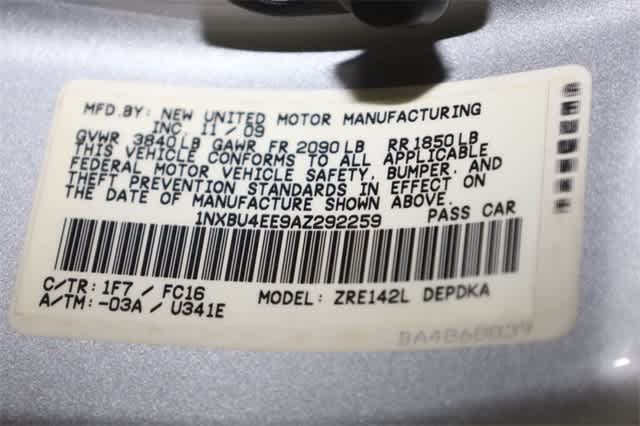 MFD.BY: NEW UNITED MOTOR MANUFACTURING
INC. 11 / 09
GVWR 3840LB GAWR FR 2090LB RR1850LB
THIS VEHICLE CONFORMS TO ALL APPLICABLE
FEDERAL MOTOR VEHICLE SAFETY, BUMPER, AND
THEFT PREVENTION STANDARDS IN EFFECT ON
THE DATE OF MANUFACTURE SHOWN ABOVE.
1NXBU4EE9AZ292259 PASS CAR
C/TR: 1F7 / FC16 MODEL: ZRE142L DEPDKA
A/TM: -03A / U341E